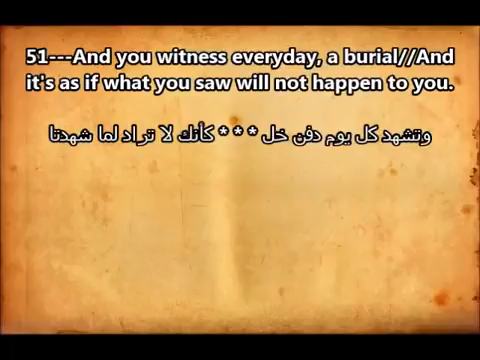 51---And you witness everyday, a burial//And
it's as if what you saw will not happen to you.
وتشهد كل يوم دفن خل * * * كأنك لا تراد لما شهدتا